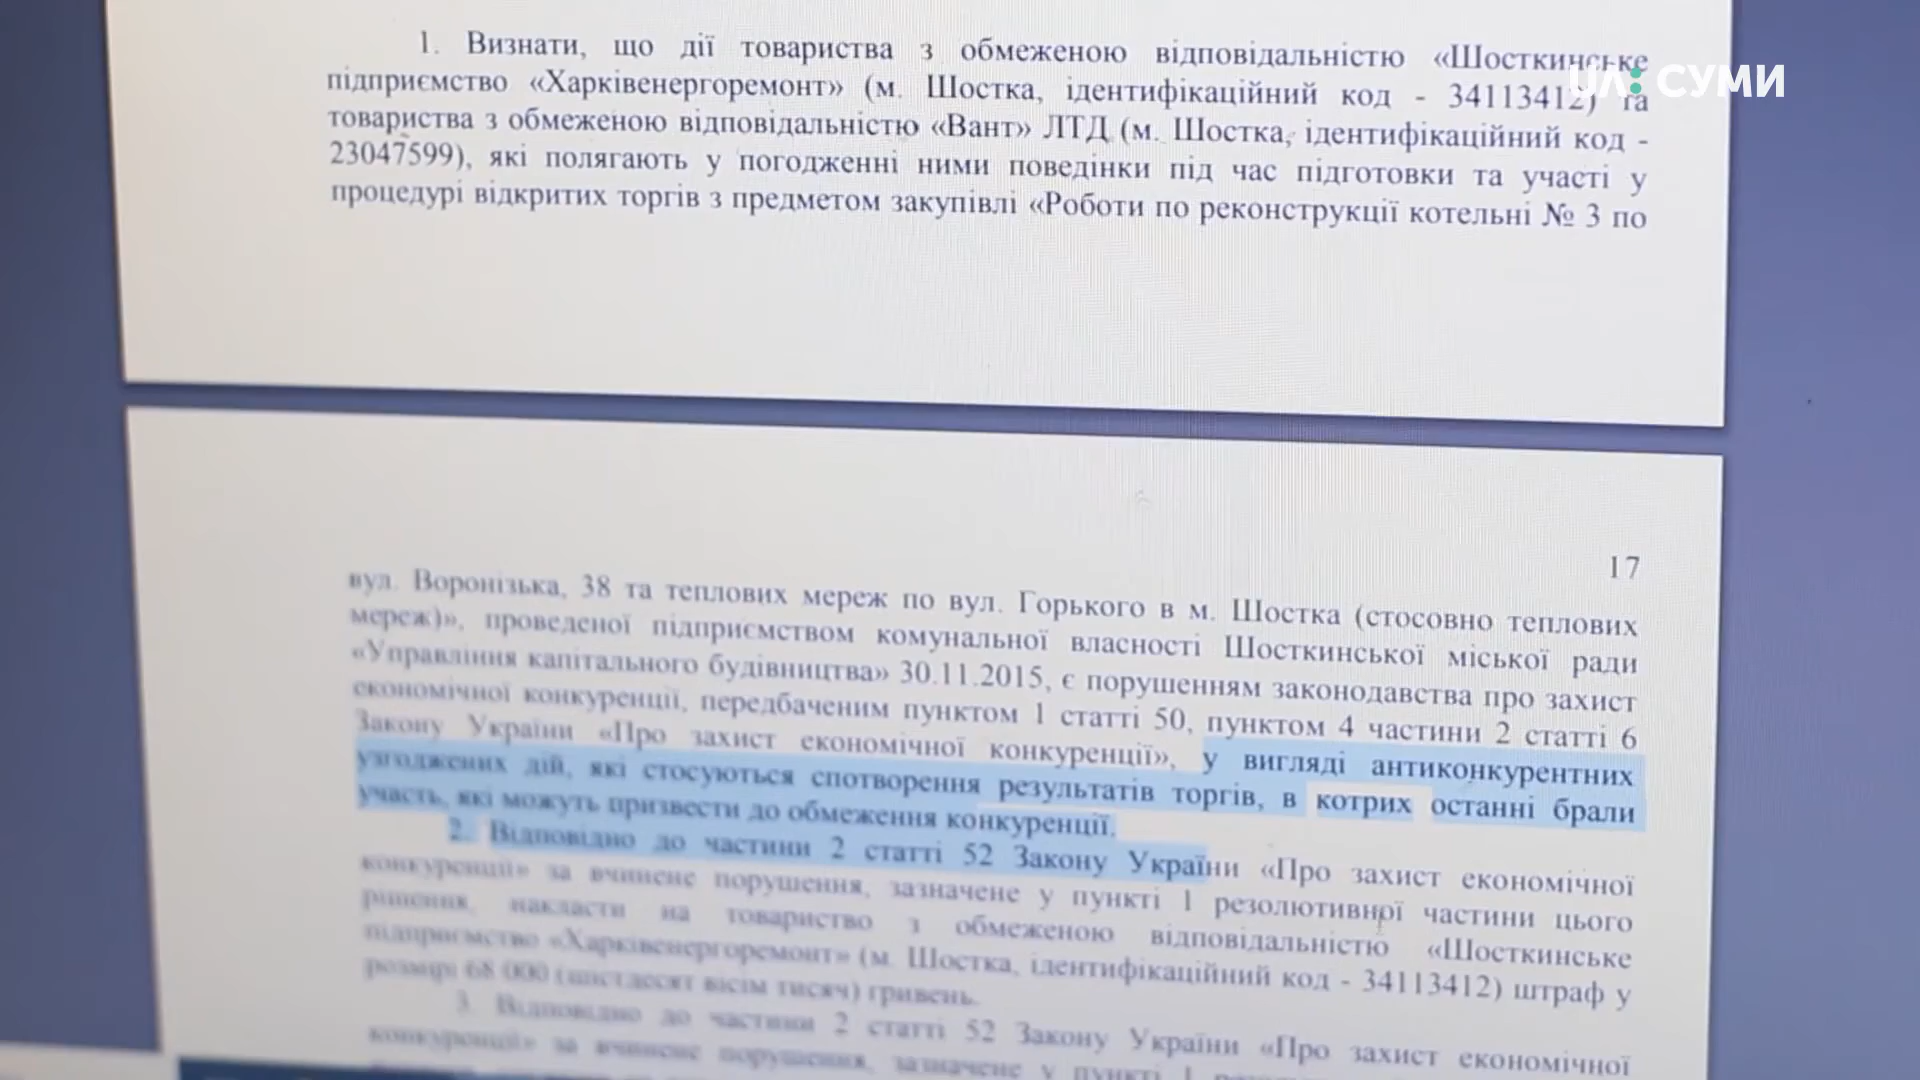 1. Визнати, що дії товариства з обмеженою відповідальністю «Шосткинське
UA: СУМИ
підприємство «Харківенергоремонт» (м. Шостка, ідентифікаційний код - 34113412) та
товариства з обмеженою відповідальністю «Вант» ЛТД (м. Шостка, ідентифікаційний код -
23047599), які полягають у погодженні ними поведінки під час підготовки та участі у
процедурі відкритих торгів з предметом закупівлі «Роботи по реконструкції котельні № 3 по
17
вул. Воронізька, 38 та теплових мереж по вул. Горького в м. Шостка (стосовно теплових
мереж)», проведеної підприємством комунальної власності Шосткинської міської ради
«Управління капітального будівництва» 30.11.2015, є порушенням законодавства про захист
економічної конкуренції, передбаченим пунктом 1 статті 50, пунктом 4 частини 2 статті 6
Закону України «Про захист економічної конкуренції», у вигляді антиконкурентних
узгоджених дій, які стосуються спотворення результатів торгів, в котрих останні брали
участь, які можуть призвести до обмеження конкуренції.
2. Відповідно до частини 2 статті 52 Закону України «Про захист економічної
конкуренції» за вчинене порушення, зазначене у пункті 1 резолютивної частини цього
рішення, накласти на товариство з обмеженою відповідальністю «Шосткинське
підприємство «Харківенергоремонт» (м. Шостка, ідентифікаційний код - 34113412) штраф у
розмірі 68 000 (шістдесят вісім тисяч) гривень.
3. Відповідно до частини 2 статті 52 Закону України «Про захист економічної
конкуренції» за вчинене порушення, зазначене у пункті 1